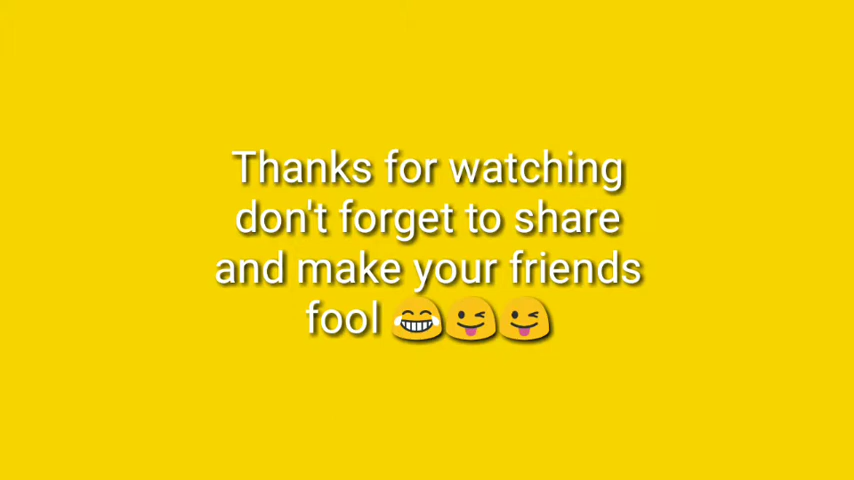 Thanks for watching
don't forget to share
and make your friends
fool 😂😜😜